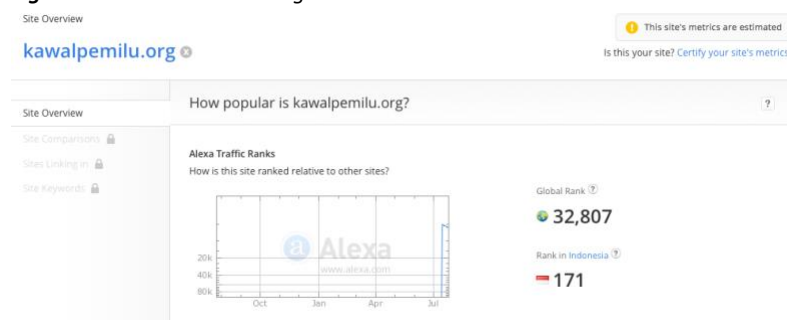 Site Overview
This site's metrics are estimated
kawalpemilu.org
Is this your site? Certify your site's metrics
Site Overview
Site Comparisons
Sites Linking in
Site Keywords
How popular is kawalpemilu.org?
?
Alexa Traffic Ranks
How is this site ranked relative to other sites?
Alexa
www.alexa.com
20k
40k
80k
Oct Jan Apr Jul
Global Rank ?
32,807
Rank in Indonesia ?
171